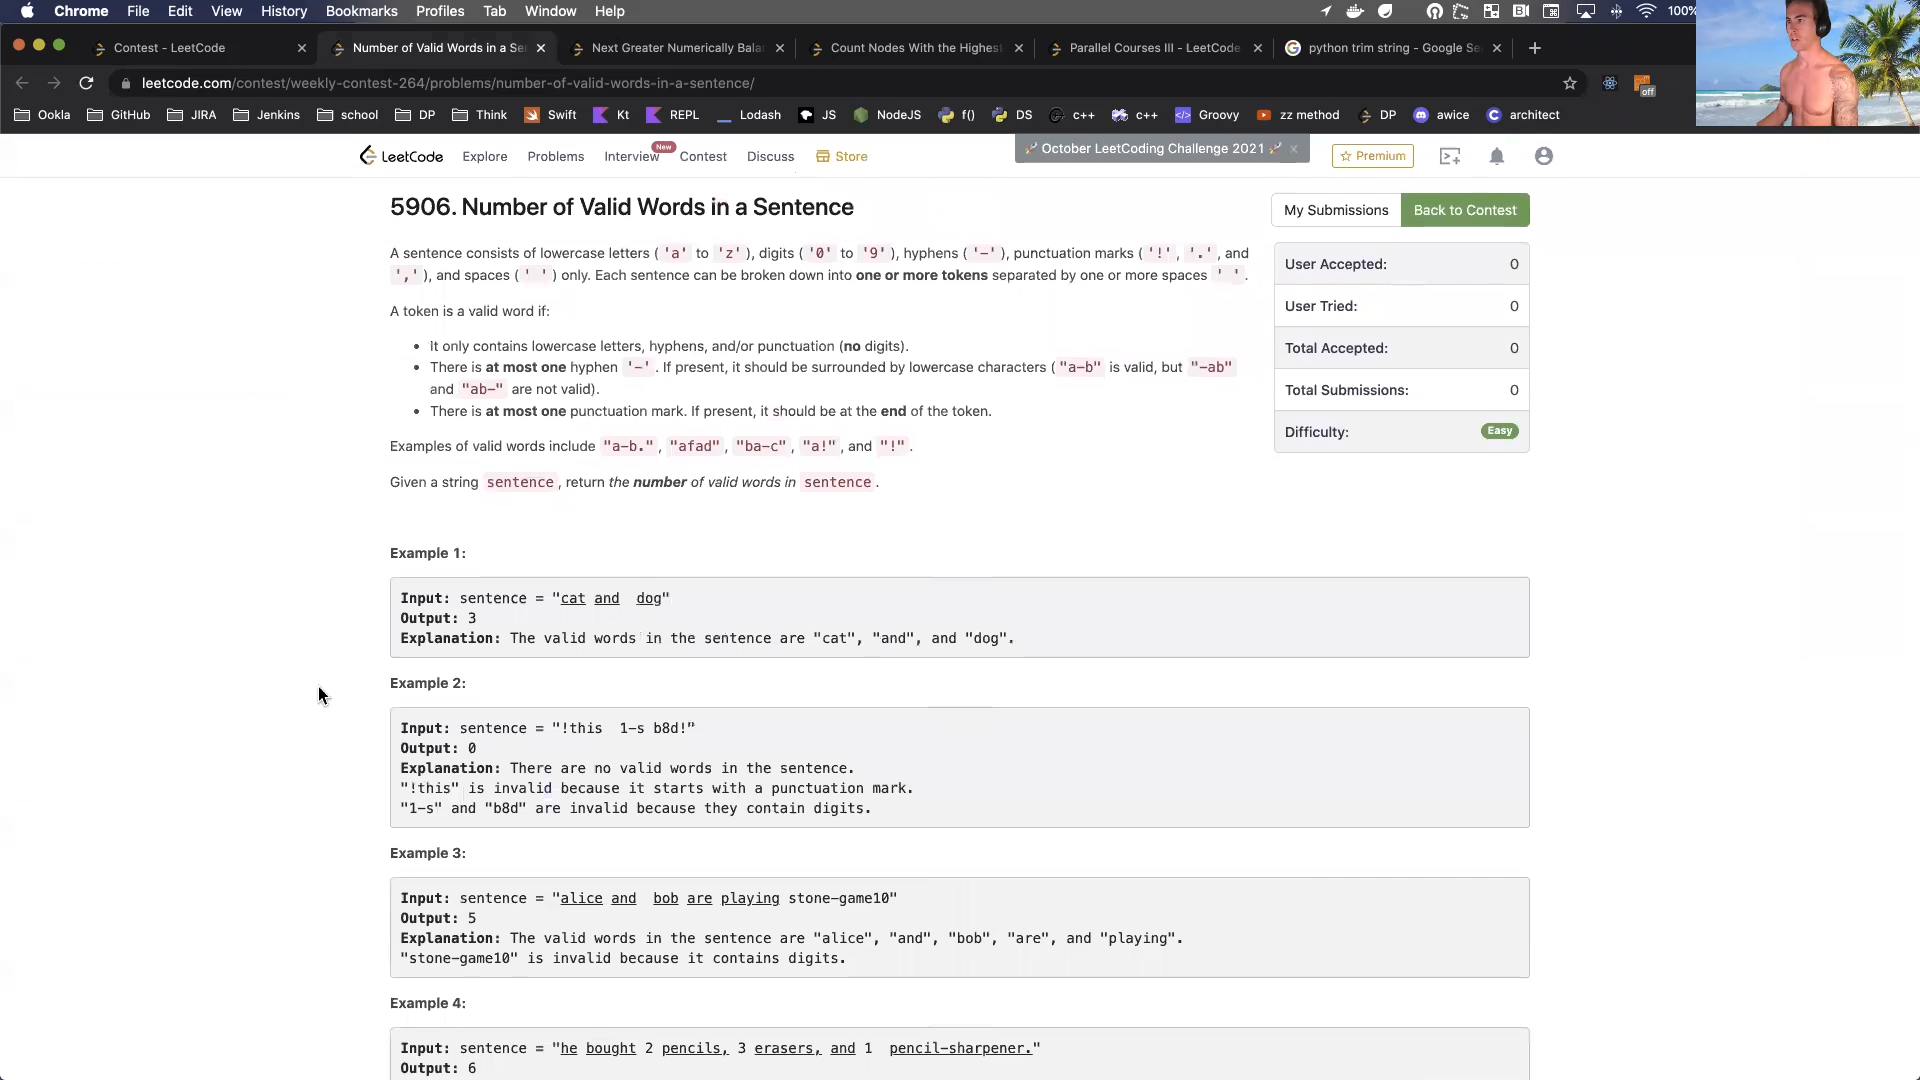 Chrome File Edit View History Bookmarks Profiles Tab Window Help 100%
Contest - LeetCode
Number of Valid Words in a Se
Next Greater Numerically Bala
Count Nodes With the Highest
Parallel Courses III - LeetCode
python trim string - Google Se
leetcode.com/contest/weekly-contest-264/problems/number-of-valid-words-in-a-sentence/
off
Ookla GitHub JIRA Jenkins school DP Think Swift Kt REPL Lodash JS NodeJS f() DS c++ c++ Groovy zz method DP awice architect
LeetCode Explore Problems Interview New Contest Discuss Store
October LeetCoding Challenge 2021
Premium
5906. Number of Valid Words in a Sentence
My Submissions Back to Contest
A sentence consists of lowercase letters ('a' to 'z'), digits ('0' to '9'), hyphens ('-'), punctuation marks ('!', '.', and
','), and spaces (' ') only. Each sentence can be broken down into one or more tokens separated by one or more spaces ' '.
A token is a valid word if:
• It only contains lowercase letters, hyphens, and/or punctuation (no digits).
• There is at most one hyphen '-'. If present, it should be surrounded by lowercase characters ("a-b" is valid, but "-ab"
and "ab-" are not valid).
• There is at most one punctuation mark. If present, it should be at the end of the token.
Examples of valid words include "a-b.", "afad", "ba-c", "a!", and "!".
Given a string sentence, return the number of valid words in sentence.
User Accepted: 0
User Tried: 0
Total Accepted: 0
Total Submissions: 0
Difficulty: Easy
Example 1:
Input: sentence = "cat and  dog"
Output: 3
Explanation: The valid words in the sentence are "cat", "and", and "dog".
Example 2:
Input: sentence = "!this  1-s b8d!"
Output: 0
Explanation: There are no valid words in the sentence.
"!this" is invalid because it starts with a punctuation mark.
"1-s" and "b8d" are invalid because they contain digits.
Example 3:
Input: sentence = "alice and  bob are playing stone-game10"
Output: 5
Explanation: The valid words in the sentence are "alice", "and", "bob", "are", and "playing".
"stone-game10" is invalid because it contains digits.
Example 4:
Input: sentence = "he bought 2 pencils, 3 erasers, and 1  pencil-sharpener."
Output: 6